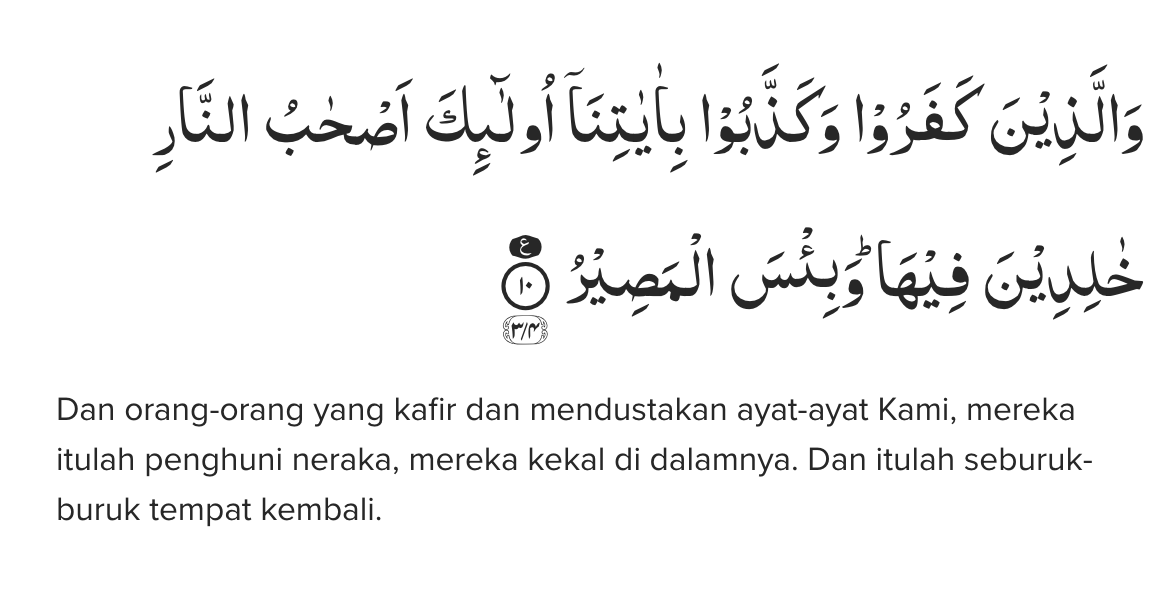 وَالَّذِيْنَ كَفَرُوْا وَكَذَّبُوْا بِاٰيٰتِنَآ اُولٰۤىِٕكَ اَصْحٰبُ النَّارِ
خٰلِدِيْنَ فِيْهَاۗ وَبِئْسَ الْمَصِيْرُ ع ١٠ ٣/٤
Dan orang-orang yang kafir dan mendustakan ayat-ayat Kami, mereka
itulah penghuni neraka, mereka kekal di dalamnya. Dan itulah seburuk-
buruk tempat kembali.